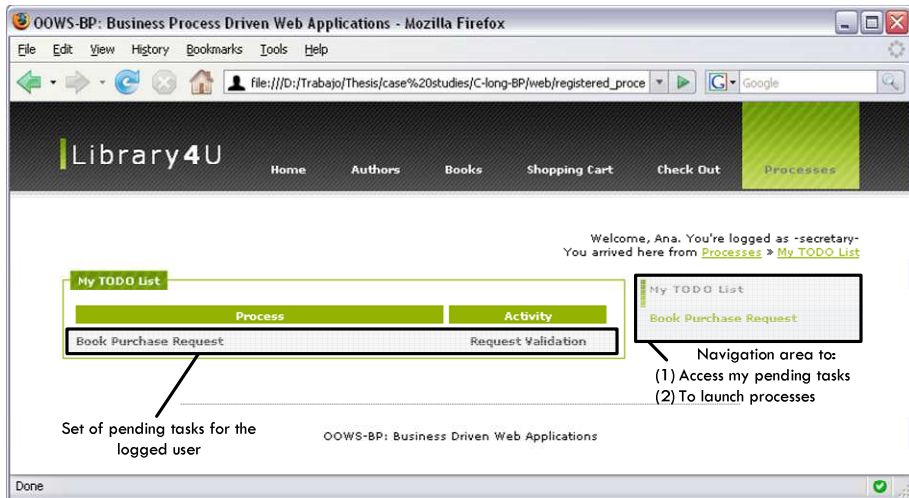 OOWS-BP: Business Process Driven Web Applications - Mozilla Firefox
File Edit View History Bookmarks Tools Help
file:///D:/Trabajo/Thesis/case%20studies/C-long-BP/web/registered_proce
G Google
Library4U
Home Authors Books Shopping Cart Check Out Processes
Welcome, Ana. You're logged as -secretary-
You arrived here from Processes » My TODO List
My TODO List
Process Activity
Book Purchase Request Request Validation
My TODO List
Book Purchase Request
Navigation area to:
(1) Access my pending tasks
(2) To launch processes
Set of pending tasks for the
logged user
OOWS-BP: Business Driven Web Applications
Done